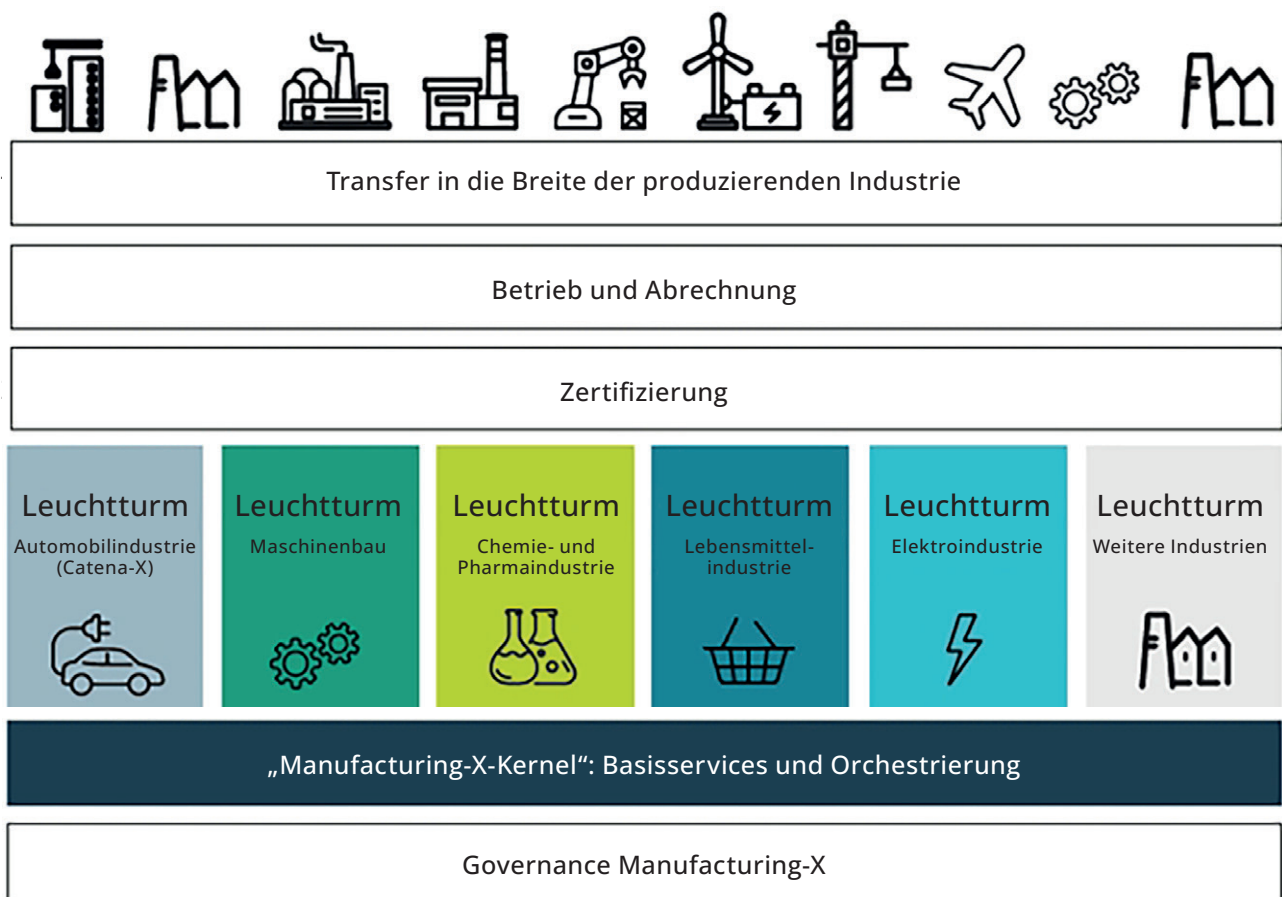 Transfer in die Breite der produzierenden Industrie
Betrieb und Abrechnung
Zertifizierung
Leuchtturm
Automobilindustrie
(Catena-X)
Leuchtturm
Maschinenbau
Leuchtturm
Chemie- und
Pharmaindustrie
Leuchtturm
Lebensmittel-
industrie
Leuchtturm
Elektroindustrie
Leuchtturm
Weitere Industrien
„Manufacturing-X-Kernel“: Basisservices und Orchestrierung
Governance Manufacturing-X